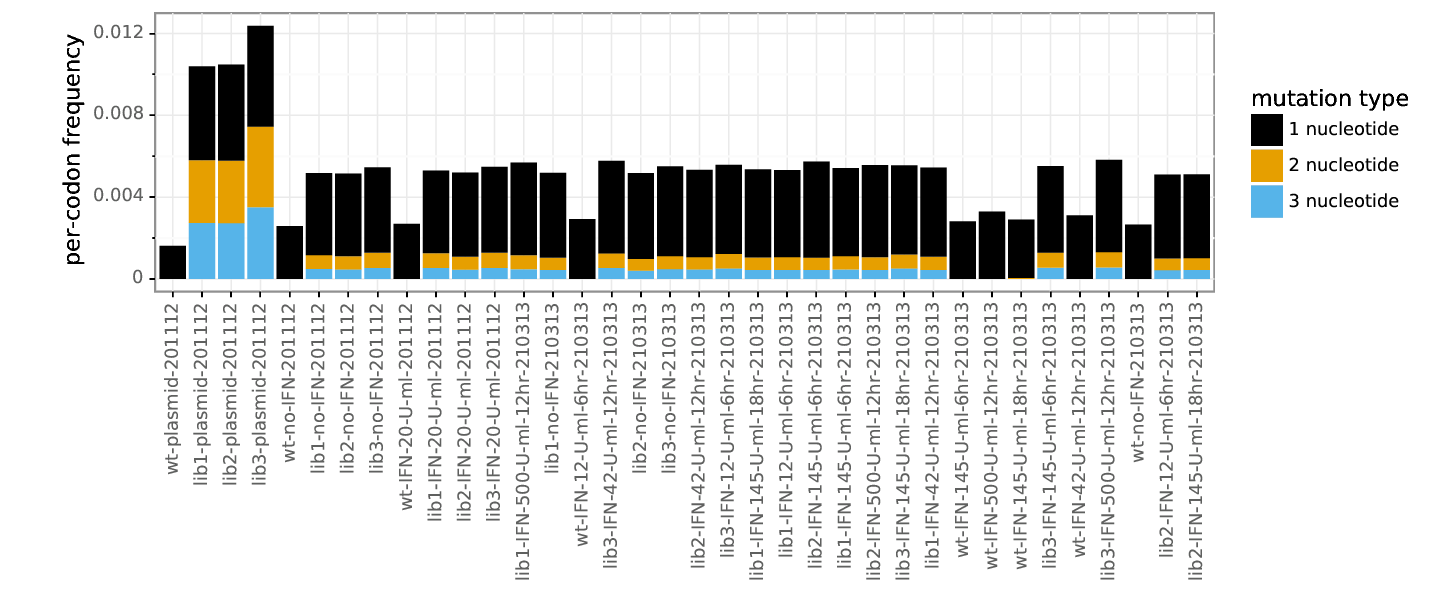 per-codon frequency
0.012
0.008
0.004
0
mutation type
1 nucleotide
2 nucleotide
3 nucleotide
wt-plasmid-201112
lib1-plasmid-201112
lib2-plasmid-201112
lib3-plasmid-201112
wt-no-IFN-201112
lib1-no-IFN-201112
lib2-no-IFN-201112
lib3-no-IFN-201112
wt-IFN-20-U-ml-201112
lib1-IFN-20-U-ml-201112
lib2-IFN-20-U-ml-201112
lib3-IFN-20-U-ml-201112
lib1-IFN-500-U-ml-12hr-210313
lib1-no-IFN-210313
wt-IFN-12-U-ml-6hr-210313
lib3-IFN-42-U-ml-12hr-210313
lib2-no-IFN-210313
lib3-no-IFN-210313
lib2-IFN-42-U-ml-12hr-210313
lib3-IFN-12-U-ml-6hr-210313
lib1-IFN-145-U-ml-18hr-210313
lib1-IFN-12-U-ml-6hr-210313
lib2-IFN-145-U-ml-6hr-210313
lib1-IFN-145-U-ml-6hr-210313
lib2-IFN-500-U-ml-12hr-210313
lib3-IFN-145-U-ml-18hr-210313
lib1-IFN-42-U-ml-12hr-210313
wt-IFN-145-U-ml-6hr-210313
wt-IFN-500-U-ml-12hr-210313
wt-IFN-145-U-ml-18hr-210313
lib3-IFN-145-U-ml-6hr-210313
wt-IFN-42-U-ml-12hr-210313
lib3-IFN-500-U-ml-12hr-210313
wt-no-IFN-210313
lib2-IFN-12-U-ml-6hr-210313
lib2-IFN-145-U-ml-18hr-210313